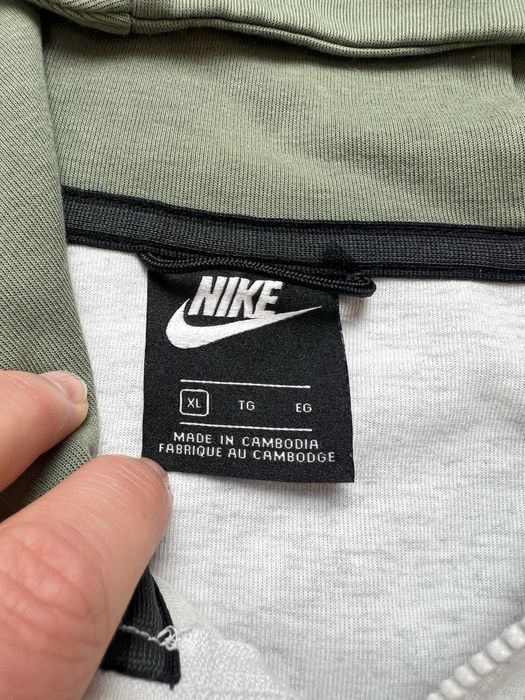 NIKE
XL TG EG
MADE IN CAMBODIA
FABRIQUE AU CAMBODGE